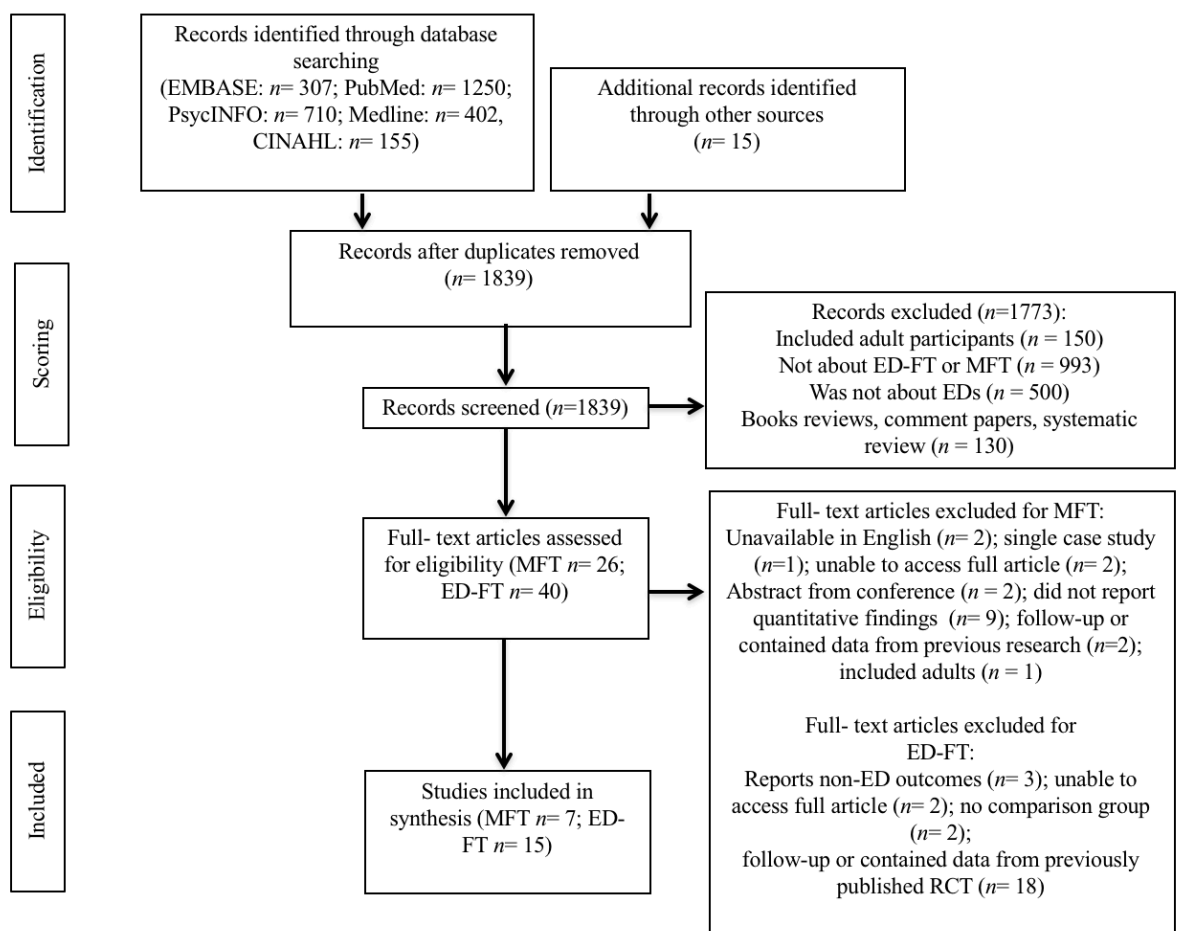 Identification
Records identified through database
searching
(EMBASE: n= 307; PubMed: n= 1250;
PsycINFO: n= 710; Medline: n= 402,
CINAHL: n= 155)
Additional records identified
through other sources
(n= 15)
Records after duplicates removed
(n= 1839)
Scoring
Records screened (n=1839)
Records excluded (n=1773):
Included adult participants (n = 150)
Not about ED-FT or MFT (n = 993)
Was not about EDs (n = 500)
Books reviews, comment papers, systematic
review (n = 130)
Eligibility
Full- text articles assessed
for eligibility (MFT n= 26;
ED-FT n= 40)
Full- text articles excluded for MFT:
Unavailable in English (n= 2); single case study
(n=1); unable to access full article (n= 2);
Abstract from conference (n = 2); did not report
quantitative findings (n= 9); follow-up or
contained data from previous research (n=2);
included adults (n = 1)
Full- text articles excluded for
ED-FT:
Reports non-ED outcomes (n= 3); unable to
access full article (n= 2); no comparison group
(n= 2);
follow-up or contained data from previously
published RCT (n= 18)
Included
Studies included in
synthesis (MFT n= 7; ED-
FT n= 15)